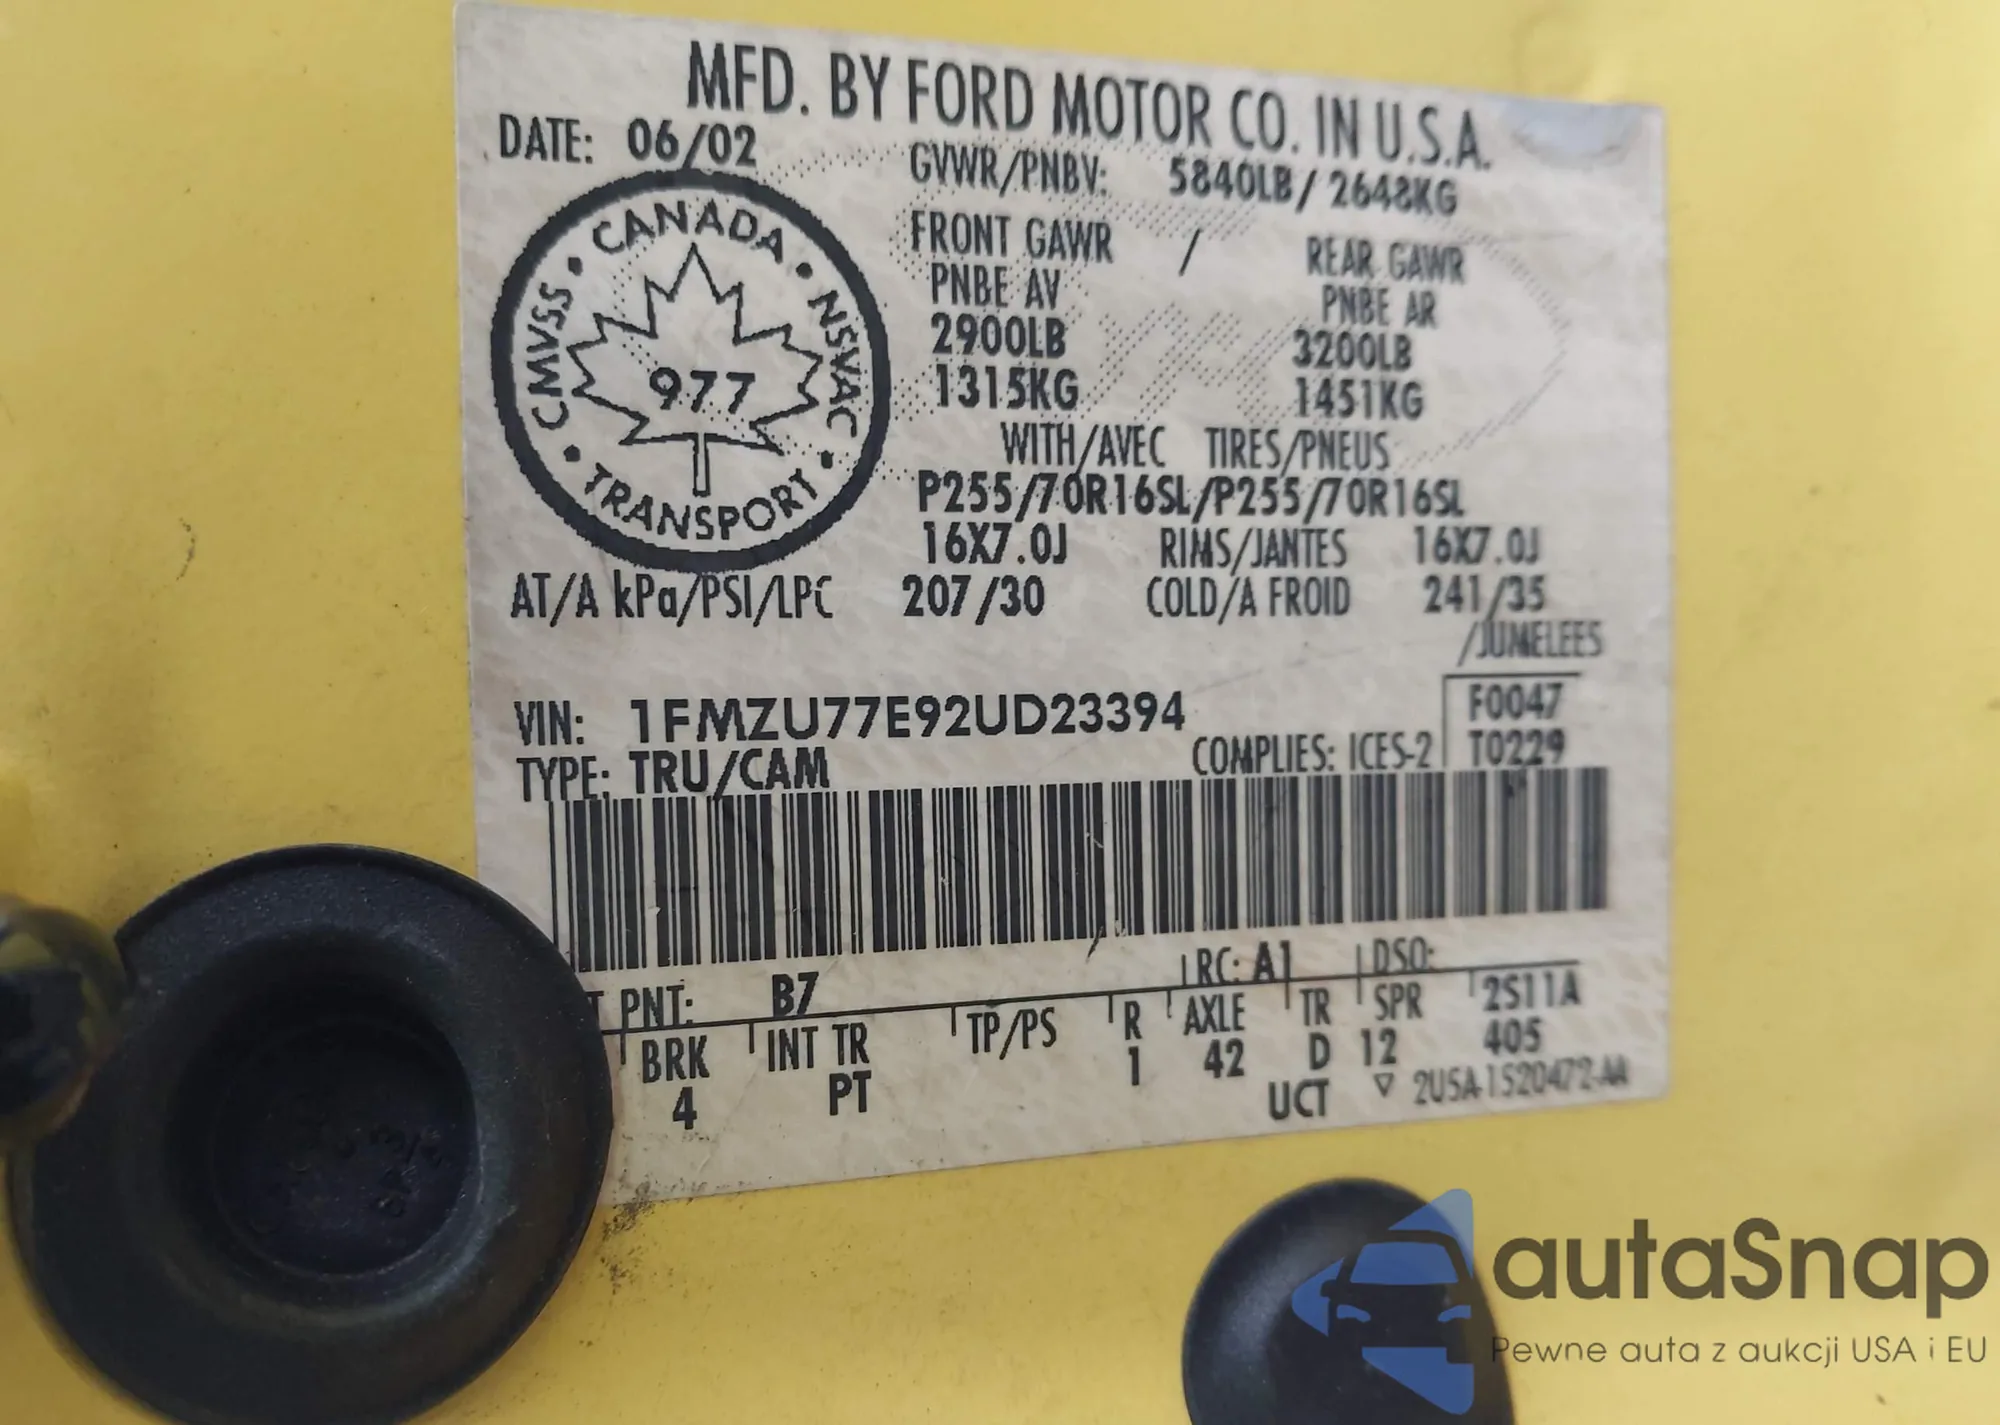 MFD. BY FORD MOTOR CO. IN U.S.A.
DATE: 06/02
GVWR/PNBV: 5840LB/2648KG
CANADA
CMVSS
NSVAC
977
TRANSPORT
FRONT GAWR / REAR GAWR
PNBE AV PNBE AR
2900LB 3200LB
1315KG 1451KG
WITH/AVEC TIRES/PNEUS
P255/70R16SL/P255/70R16SL
16X7.0J RIMS/JANTES 16X7.0J
AT/A kPa/PSI/LPC 207/30 COLD/A FROID 241/35
/JUMELEES
VIN: 1FMZU77E92UD23394
F0047
TYPE: TRU/CAM COMPLIES: ICES-2 T0229
PNT: B7 RC: A1 DSO:
BRK INT TR TP/PS R AXLE TR SPR 2S11A
4 PT 1 42 D 12 405
UCT 2U5A-1520472-AA
autaSnap
Pewne auta z aukcji USA i EU